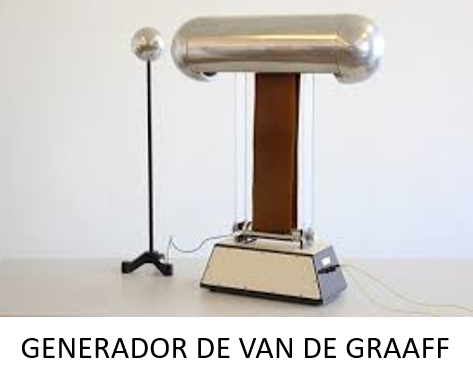 GENERADOR DE VAN DE GRAAFF